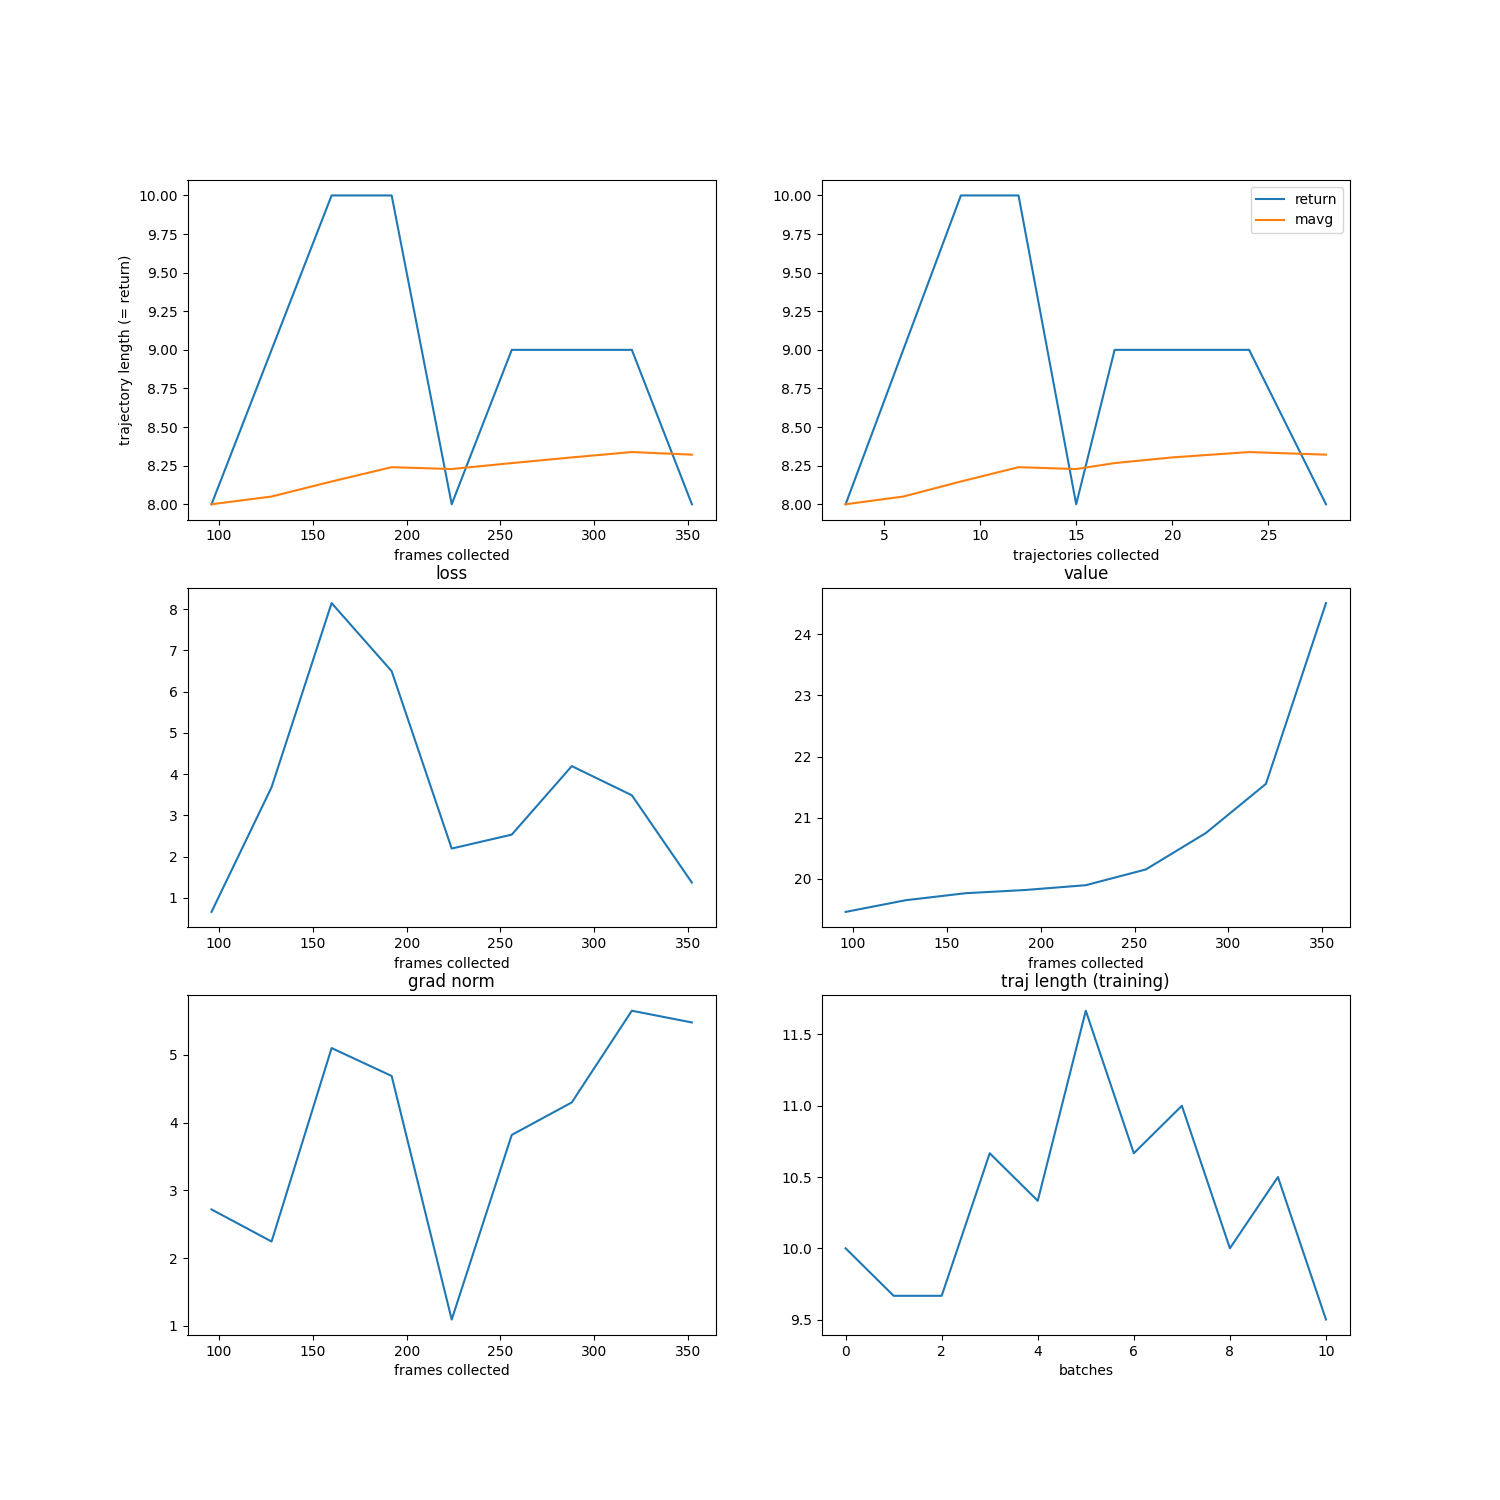 10.00
9.75
9.50
9.25
9.00
8.75
8.50
8.25
8.00
trajectory length (= return)
100 150 200 250 300 350
frames collected
10.00
9.75
9.50
9.25
9.00
8.75
8.50
8.25
8.00
return
mavg
5 10 15 20 25
trajectories collected
loss
8
7
6
5
4
3
2
1
100 150 200 250 300 350
frames collected
value
24
23
22
21
20
100 150 200 250 300 350
frames collected
grad norm
5
4
3
2
1
100 150 200 250 300 350
frames collected
traj length (training)
11.5
11.0
10.5
10.0
9.5
0 2 4 6 8 10
batches